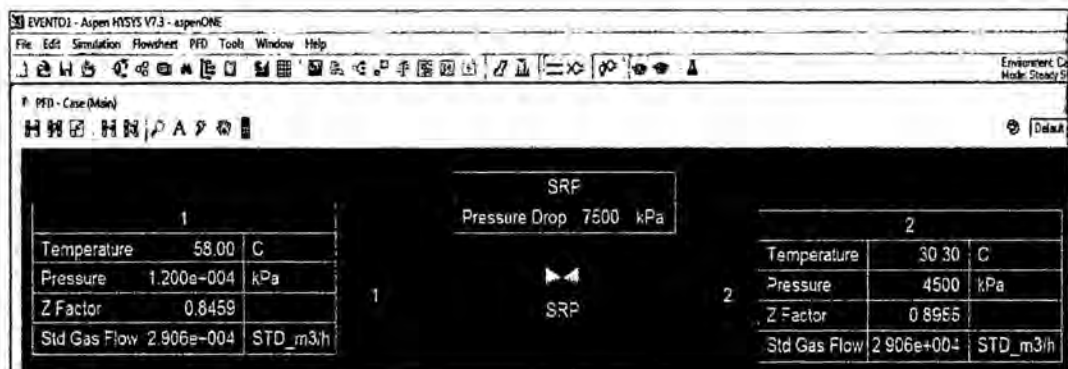 EVENTO1 - Aspen HYSYS V7.3 - aspenONE
File Edit Simulation Flowsheet PFD Tools Window Help
Environment: Ca
Mode: Steady S
PFD - Case (Main)
A
Default
SRP
Pressure Drop 7500 kPa
1
Temperature 58.00 C
Pressure 1.200e+004 kPa
Z Factor 0.8459
Std Gas Flow 2.906e+004 STD_m3/h
1
SRP
2
2
Temperature 30.30 C
Pressure 4500 kPa
Z Factor
Std Gas Flow 2.906e+004 STD_m3/h